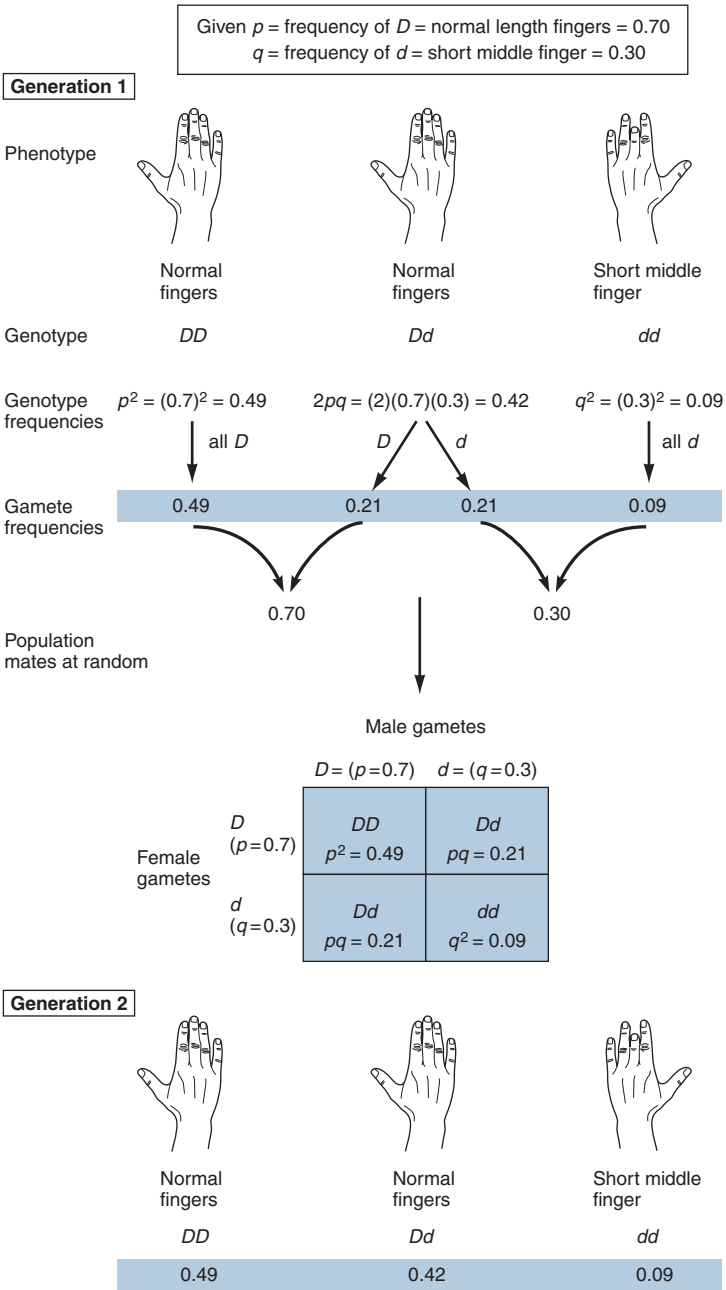 Given p = frequency of D = normal length fingers = 0.70
q = frequency of d = short middle finger = 0.30
Generation 1
Phenotype
Normal fingers
Normal fingers
Short middle finger
Genotype
DD
Dd
dd
Genotype frequencies
p² = (0.7)² = 0.49
2pq = (2)(0.7)(0.3) = 0.42
q² = (0.3)² = 0.09
all D
D
d
all d
Gamete frequencies
0.49
0.21
0.21
0.09
0.70
0.30
Population mates at random
Male gametes
D = (p=0.7)
d = (q=0.3)
Female gametes
D (p=0.7)
DD
p² = 0.49
Dd
pq = 0.21
d (q=0.3)
Dd
pq = 0.21
dd
q² = 0.09
Generation 2
Normal fingers
Normal fingers
Short middle finger
DD
Dd
dd
0.49
0.42
0.09